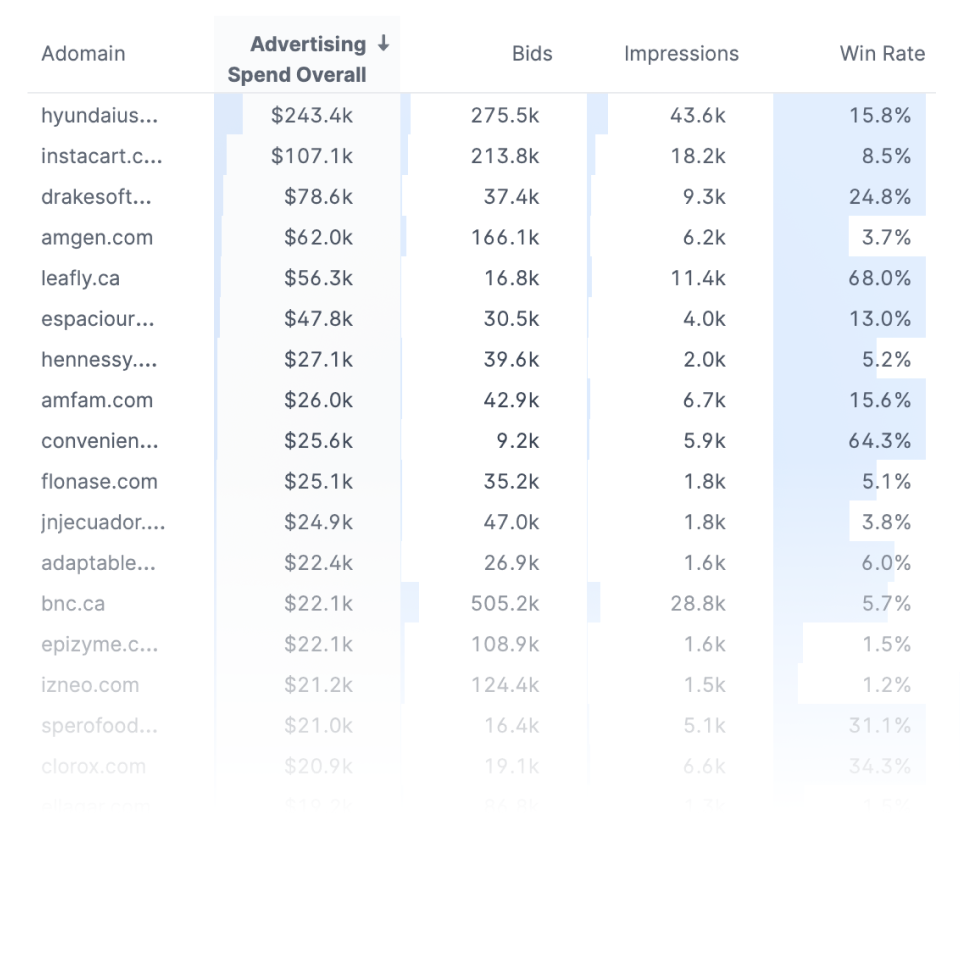 Adomain Advertising ↓ Spend Overall Bids Impressions Win Rate
hyundaius... $243.4k 275.5k 43.6k 15.8%
instacart.c... $107.1k 213.8k 18.2k 8.5%
drakesoft... $78.6k 37.4k 9.3k 24.8%
amgen.com $62.0k 166.1k 6.2k 3.7%
leafly.ca $56.3k 16.8k 11.4k 68.0%
espaciour... $47.8k 30.5k 4.0k 13.0%
hennessy.... $27.1k 39.6k 2.0k 5.2%
amfam.com $26.0k 42.9k 6.7k 15.6%
convenien... $25.6k 9.2k 5.9k 64.3%
flonase.com $25.1k 35.2k 1.8k 5.1%
jnjecuador.... $24.9k 47.0k 1.8k 3.8%
adaptable... $22.4k 26.9k 1.6k 6.0%
bnc.ca $22.1k 505.2k 28.8k 5.7%
epizyme.c... $22.1k 108.9k 1.6k 1.5%
izneo.com $21.2k 124.4k 1.5k 1.2%
sperofood... $21.0k 16.4k 5.1k 31.1%
clorox.com $20.9k 19.1k 6.6k 34.3%